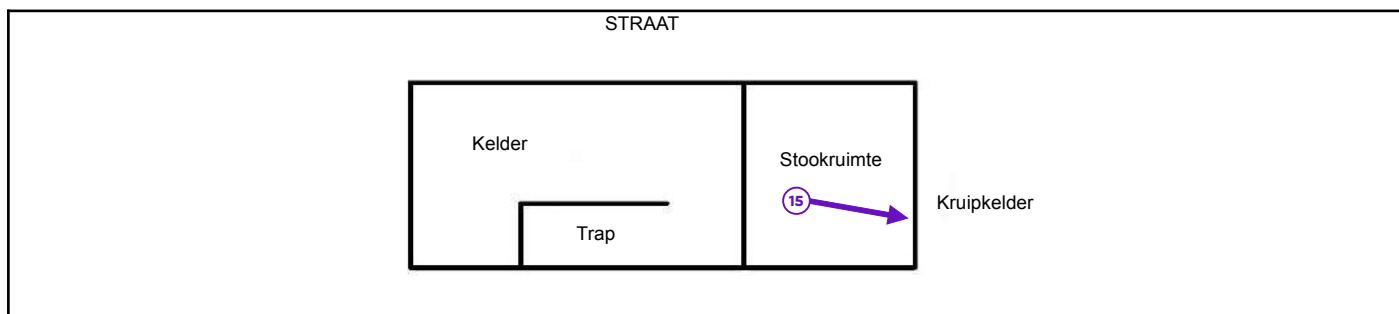 STRAAT
Kelder
Stookruimte
15
Kruipkelder
Trap